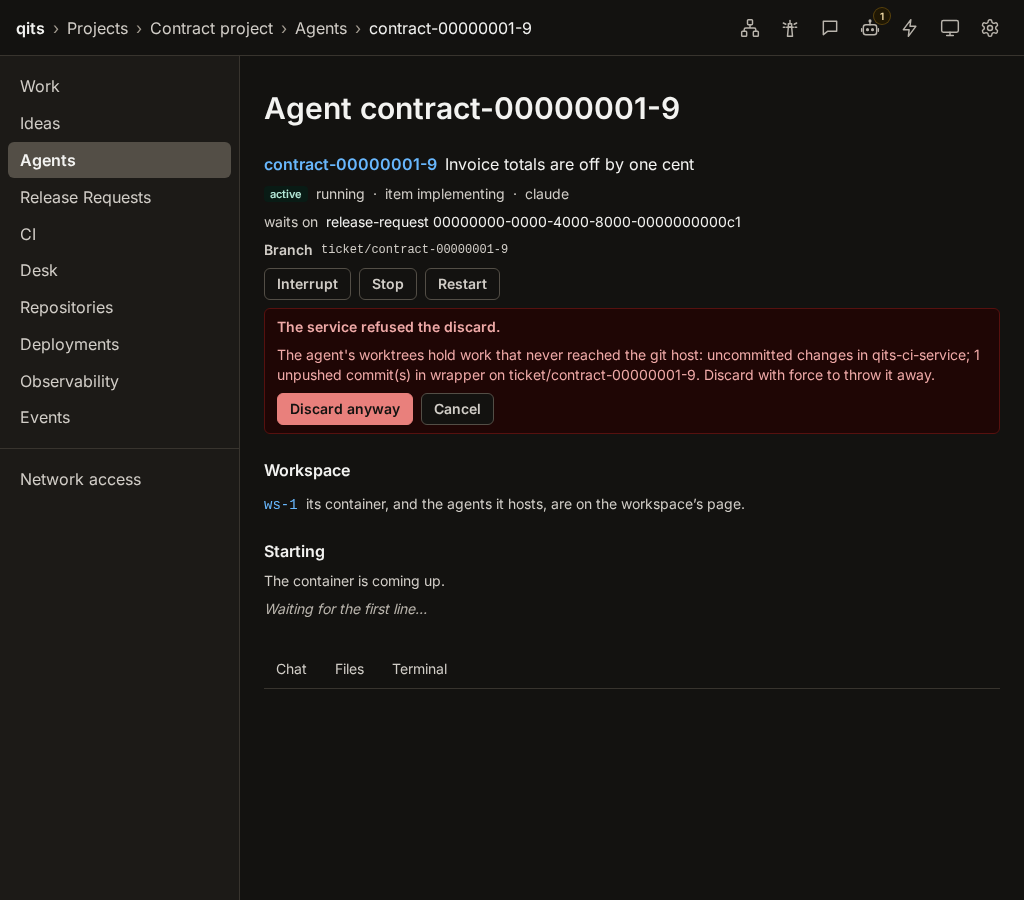 qits › Projects › Contract project › Agents › contract-00000001-9
1
Work
Ideas
Agents
Release Requests
CI
Desk
Repositories
Deployments
Observability
Events
Network access
Agent contract-00000001-9
contract-00000001-9 Invoice totals are off by one cent
active running · item implementing · claude
waits on release-request 00000000-0000-4000-8000-0000000000c1
Branch ticket/contract-00000001-9
Interrupt Stop Restart
The service refused the discard.
The agent's worktrees hold work that never reached the git host: uncommitted changes in qits-ci-service; 1
unpushed commit(s) in wrapper on ticket/contract-00000001-9. Discard with force to throw it away.
Discard anyway Cancel
Workspace
ws-1 its container, and the agents it hosts, are on the workspace’s page.
Starting
The container is coming up.
Waiting for the first line…
Chat Files Terminal